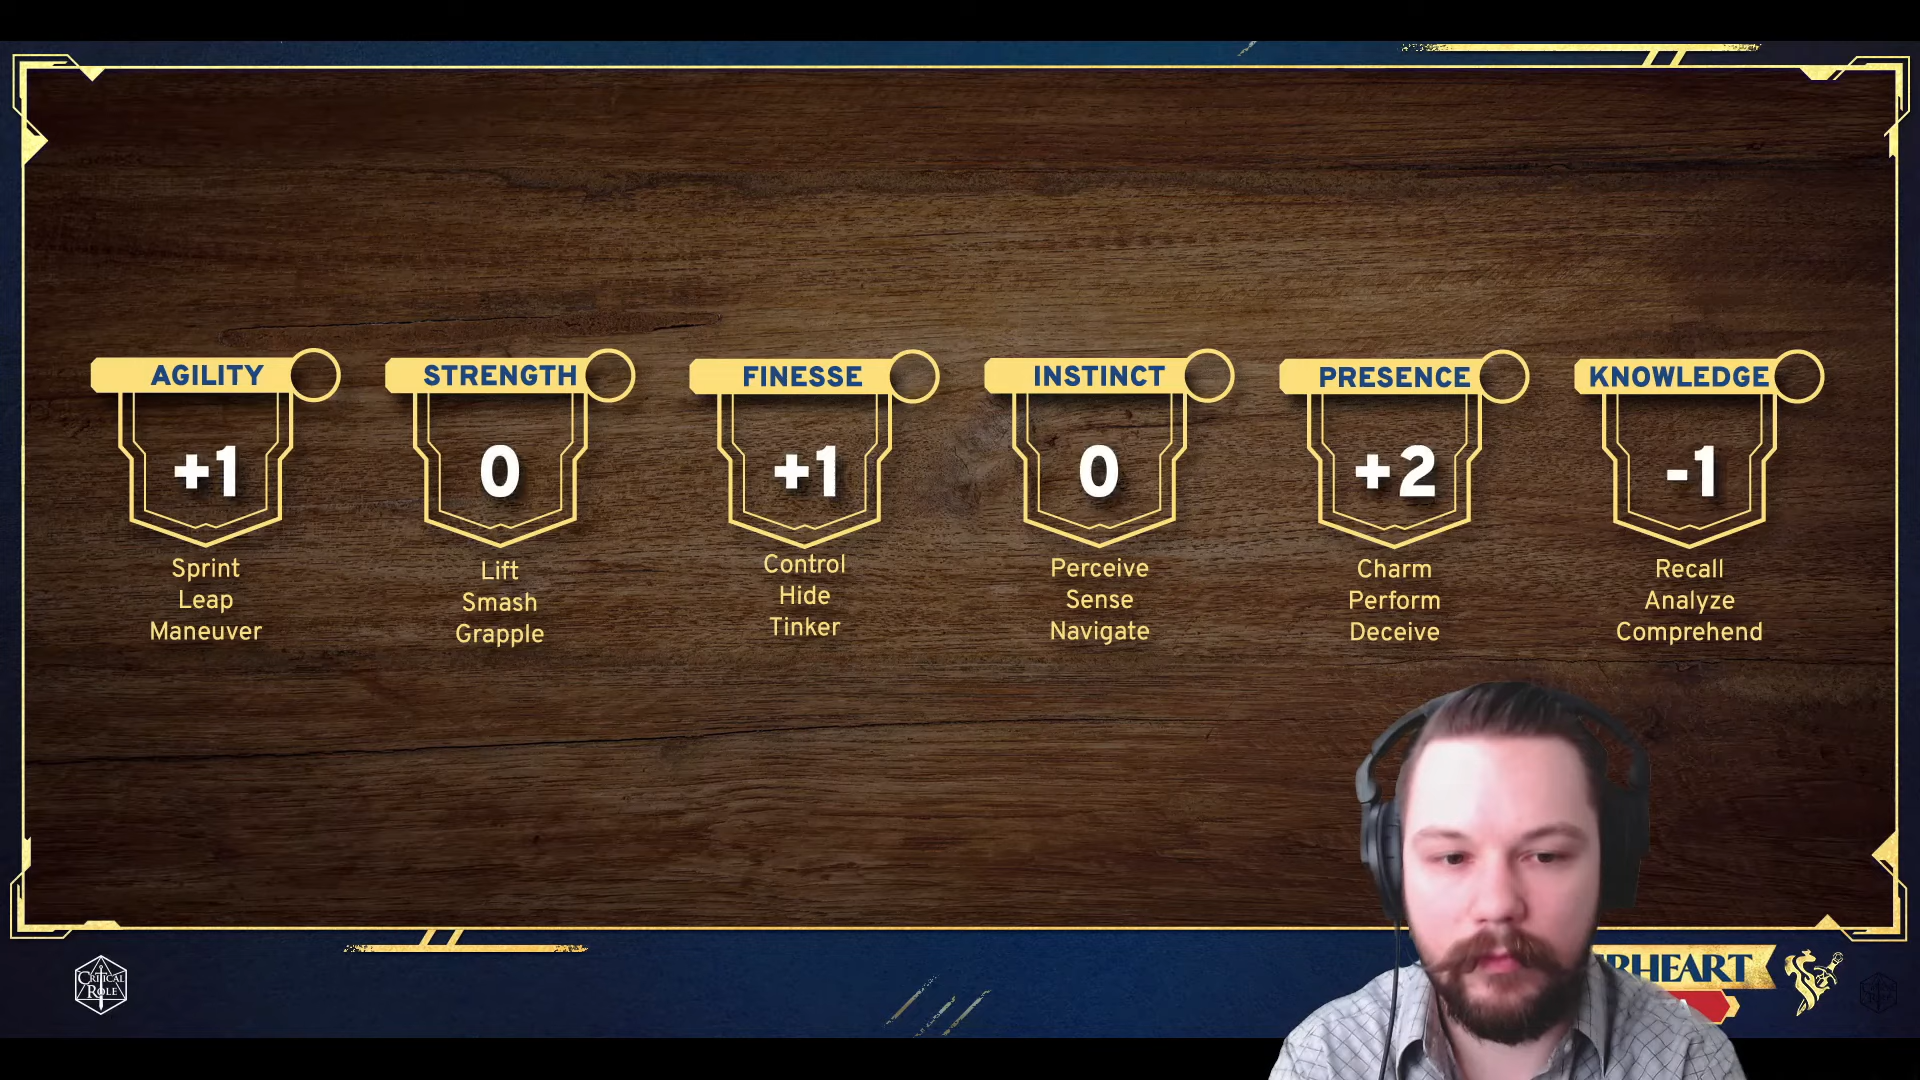 AGILITY
+1
Sprint
Leap
Maneuver
STRENGTH
0
Lift
Smash
Grapple
FINESSE
+1
Control
Hide
Tinker
INSTINCT
0
Perceive
Sense
Navigate
PRESENCE
+2
Charm
Perform
Deceive
KNOWLEDGE
-1
Recall
Analyze
Comprehend
CRITICAL
ROLE
RHEART